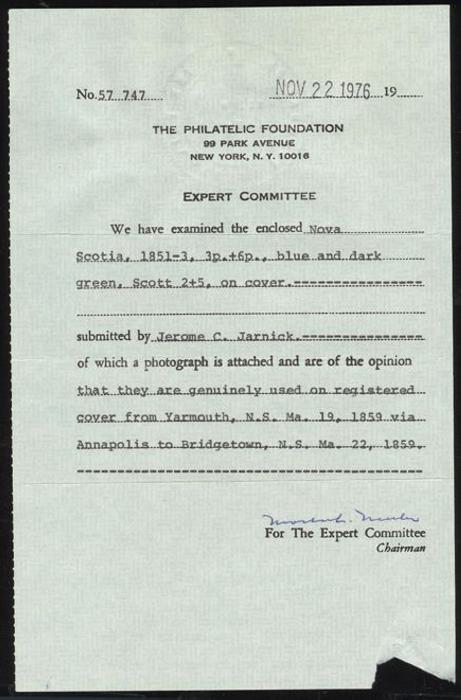 No. 57 747 NOV 22 1976 19
THE PHILATELIC FOUNDATION
99 PARK AVENUE
NEW YORK, N. Y. 10016
EXPERT COMMITTEE
We have examined the enclosed Nova
Scotia, 1851-3, 3p.+6p., blue and dark
green, Scott 2+5, on cover.
submitted by Jerome C. Jarnick.
of which a photograph is attached and are of the opinion
that they are genuinely used on registered
cover from Yarmouth, N.S. Ma. 19, 1859 via
Annapolis to Bridgetown, N.S. Ma. 22, 1859.
For The Expert Committee
Chairman